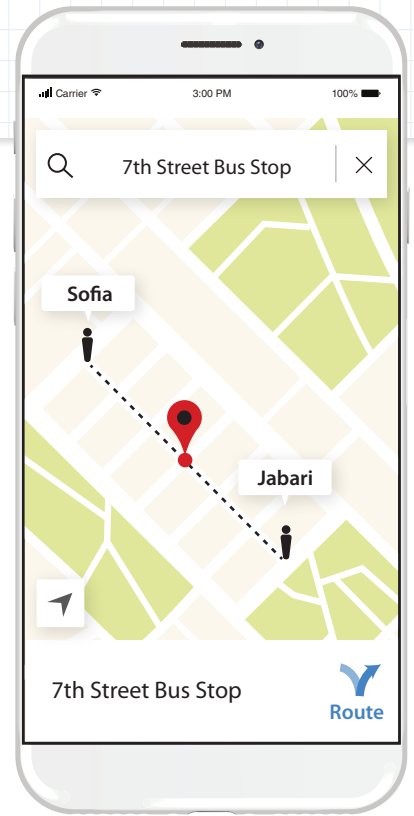 Carrier 3:00 PM 100%
7th Street Bus Stop
Sofia
Jabari
7th Street Bus Stop
Route